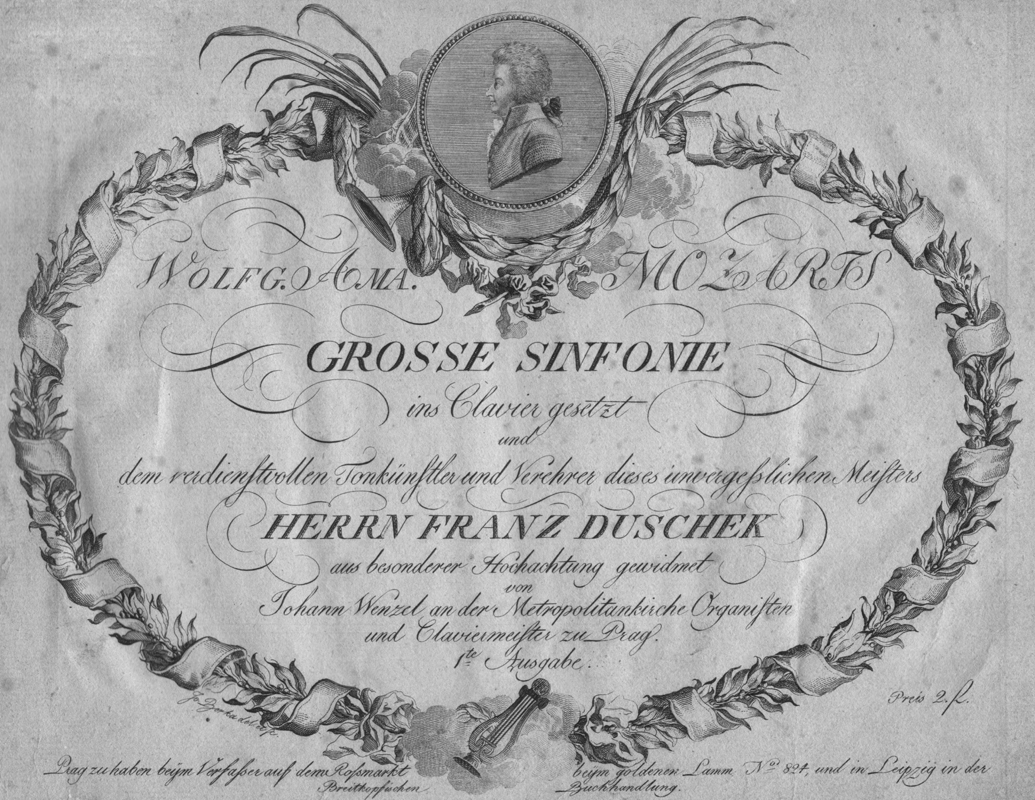 WOLFG. AMA. MOZARTS
GROSSE SINFONIE
ins Clavier gesetzt
und
dem verdienſtvollen Tonkünſtler und Verehrer dieses unvergeſslichen Meiſters
HERRN FRANZ DUSCHEK
aus besonderer Hochachtung gewidmet
von
Johann Wenzel an der Metropolitankirche Organiſten
und Claviermeiſter zu Prag.
1te Ausgabe.
Preis 2. f.
Prag zu haben beÿm Verfaſser auf dem Roſsmarkt beÿm goldenen Lamm No. 824, und in Leipzig in der
Breitkopfischen Buchhandlung.